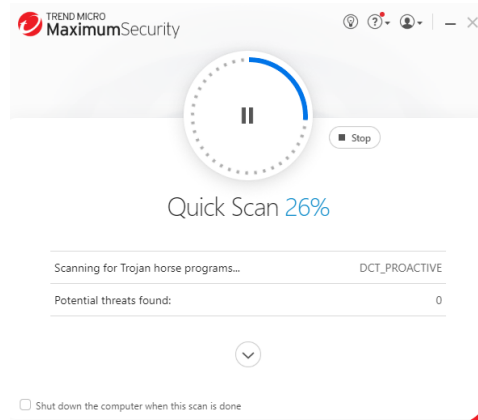 TREND MICRO
MaximumSecurity
Stop
Quick Scan 26%
Scanning for Trojan horse programs... DCT_PROACTIVE
Potential threats found: 0
Shut down the computer when this scan is done